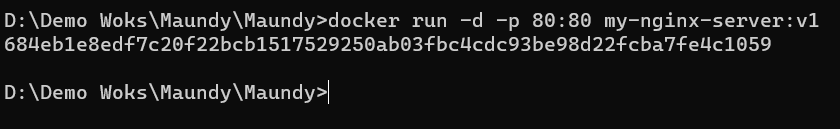 D:\Demo Woks\Maundy\Maundy>docker run -d -p 80:80 my-nginx-server:v1
684eb1e8edf7c20f22bcb1517529250ab03fbc4cdc93be98d22fcba7fe4c1059
D:\Demo Woks\Maundy\Maundy>